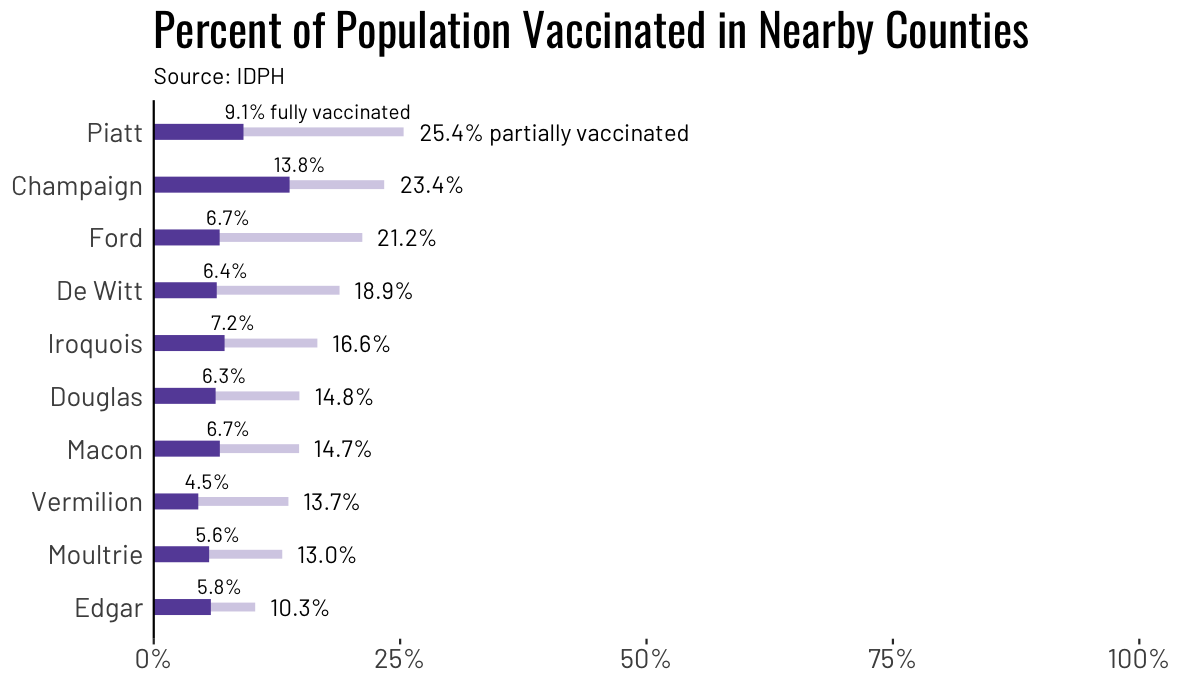 Percent of Population Vaccinated in Nearby Counties
Source: IDPH
9.1% fully vaccinated
Piatt 25.4% partially vaccinated
13.8%
Champaign 23.4%
6.7%
Ford 21.2%
6.4%
De Witt 18.9%
7.2%
Iroquois 16.6%
6.3%
Douglas 14.8%
6.7%
Macon 14.7%
4.5%
Vermilion 13.7%
5.6%
Moultrie 13.0%
5.8%
Edgar 10.3%
0% 25% 50% 75% 100%